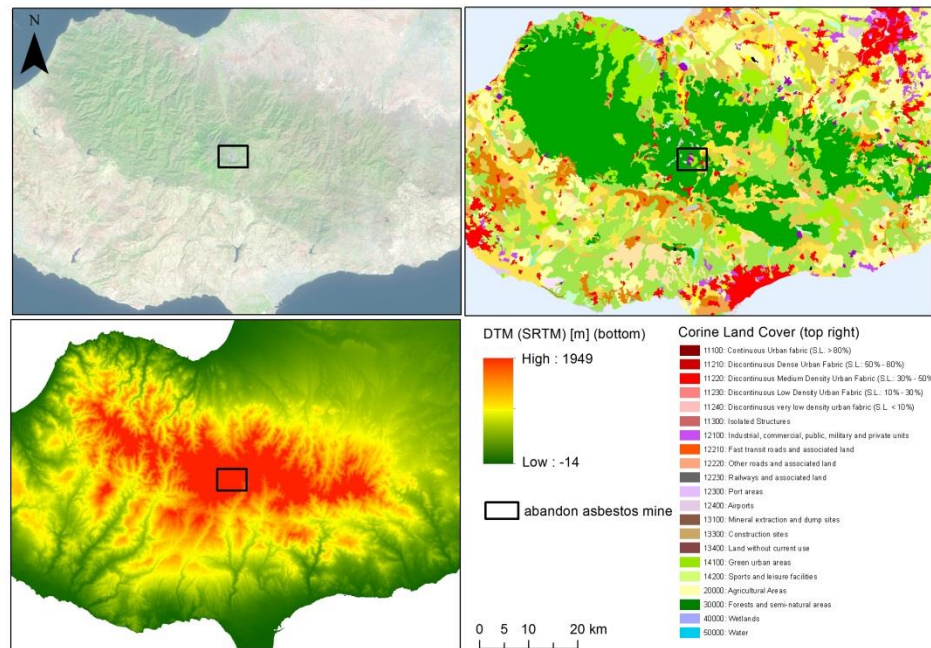 N
DTM (SRTM) [m] (bottom)
High : 1949
Low : -14
abandon asbestos mine
0 5 10 20 km
Corine Land Cover (top right)
11100: Continuous Urban fabric (S.L. > 80%)
11210: Discontinuous Dense Urban Fabric (S.L.: 50% - 80%)
11220: Discontinuous Medium Density Urban Fabric (S.L.: 30% - 50%
11230: Discontinuous Low Density Urban Fabric (S.L.: 10% - 30%)
11240: Discontinuous very low density urban fabric (S.L. < 10%)
11300: Isolated Structures
12100: Industrial, commercial, public, military and private units
12210: Fast transit roads and associated land
12220: Other roads and associated land
12230: Railways and associated land
12300: Port areas
12400: Airports
13100: Mineral extraction and dump sites
13300: Construction sites
13400: Land without current use
14100: Green urban areas
14200: Sports and leisure facilities
20000: Agricultural Areas
30000: Forests and semi-natural areas
40000: Wetlands
50000: Water